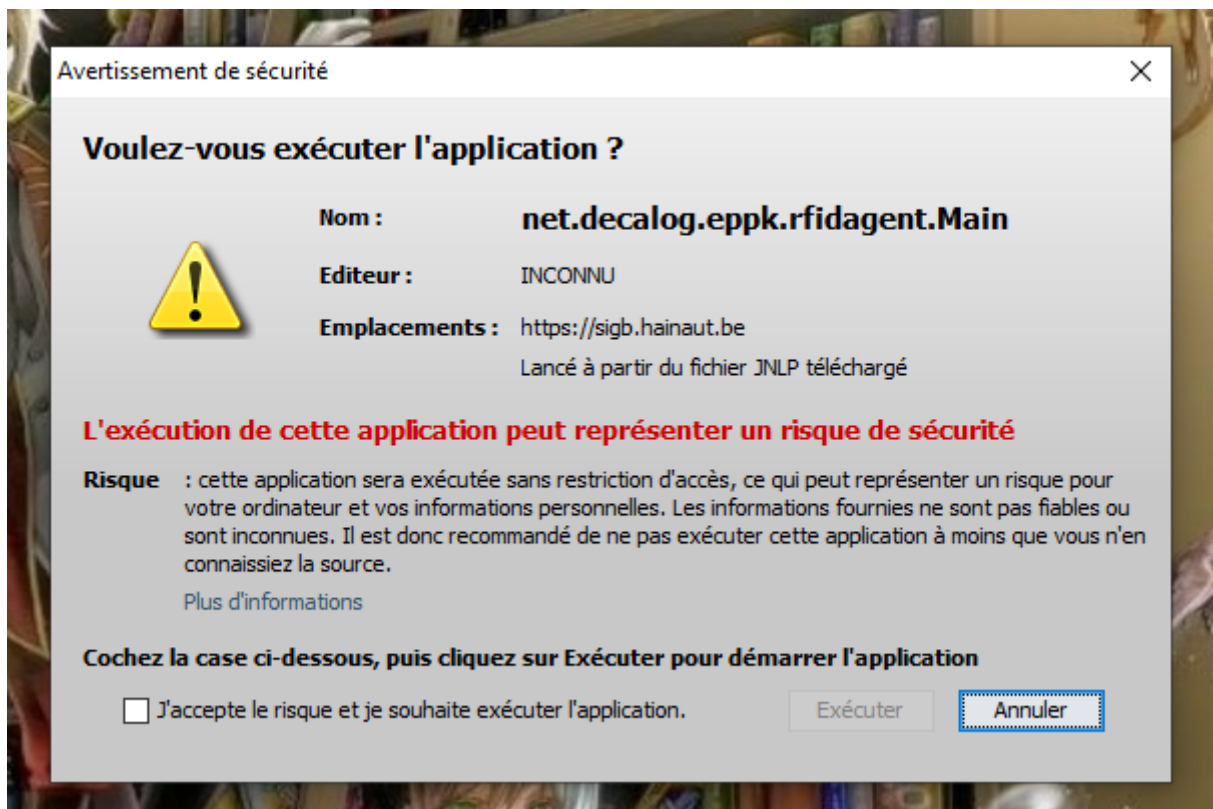 Avertissement de sécurité
Voulez-vous exécuter l'application ?
Nom : net.decalog.eppk.rfidagent.Main
Editeur : INCONNU
Emplacements : https://sigb.hainaut.be
Lancé à partir du fichier JNLP téléchargé
L'exécution de cette application peut représenter un risque de sécurité
Risque : cette application sera exécutée sans restriction d'accès, ce qui peut représenter un risque pour
votre ordinateur et vos informations personnelles. Les informations fournies ne sont pas fiables ou
sont inconnues. Il est donc recommandé de ne pas exécuter cette application à moins que vous n'en
connaissiez la source.
Plus d'informations
Cochez la case ci-dessous, puis cliquez sur Exécuter pour démarrer l'application
J'accepte le risque et je souhaite exécuter l'application. Exécuter Annuler